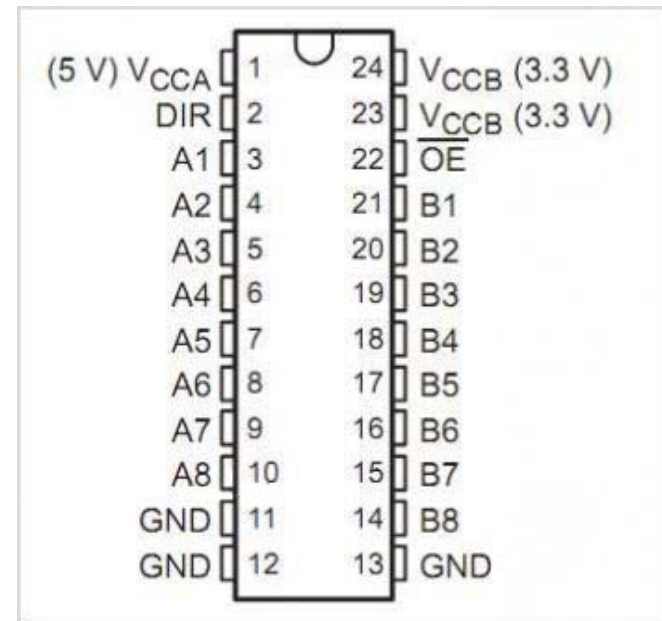 (5 V) VCCA 1 24 VCCB (3.3 V)
DIR 2 23 VCCB (3.3 V)
A1 3 22 OE
A2 4 21 B1
A3 5 20 B2
A4 6 19 B3
A5 7 18 B4
A6 8 17 B5
A7 9 16 B6
A8 10 15 B7
GND 11 14 B8
GND 12 13 GND